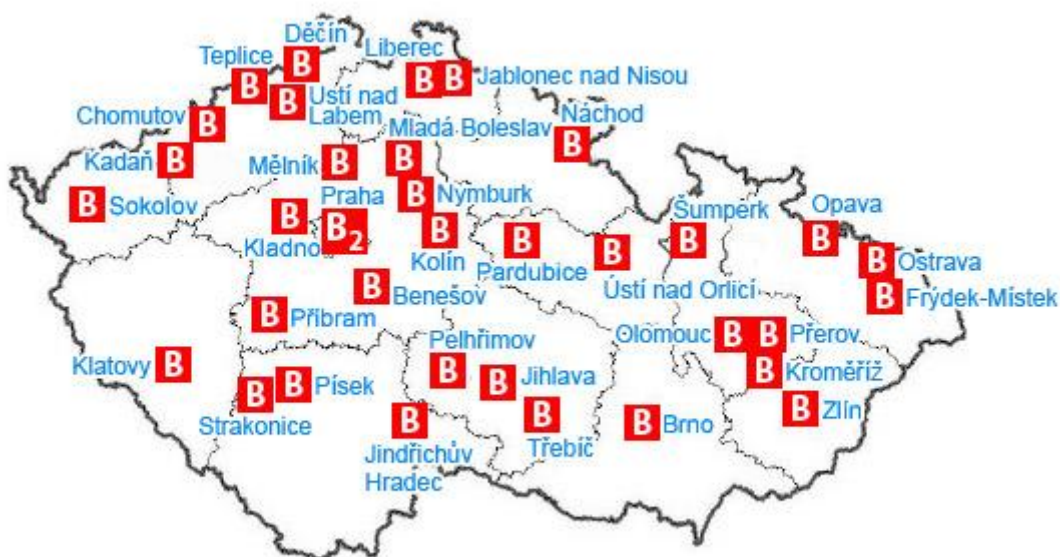 Děčín
B
Teplice
B
Liberec
B
B
Jablonec nad Nisou
Ústí nad
Labem
B
Chomutov
B
Mladá Boleslav
B
Náchod
B
Kadaň
B
Mělník
B
Sokolov
B
Praha
B2
Nymburk
B
Kladno
B
Kolín
B
Pardubice
B
Ústí nad Orlicí
B
Šumperk
B
Opava
B
Ostrava
B
Frýdek-Místek
B
Benešov
B
Příbram
B
Olomouc
B
B
Přerov
Kroměříž
B
Klatovy
B
Strakonice
B
Písek
B
Pelhřimov
B
Jihlava
B
Třebíč
B
Jindřichův
Hradec
B
Brno
B
Zlín
B